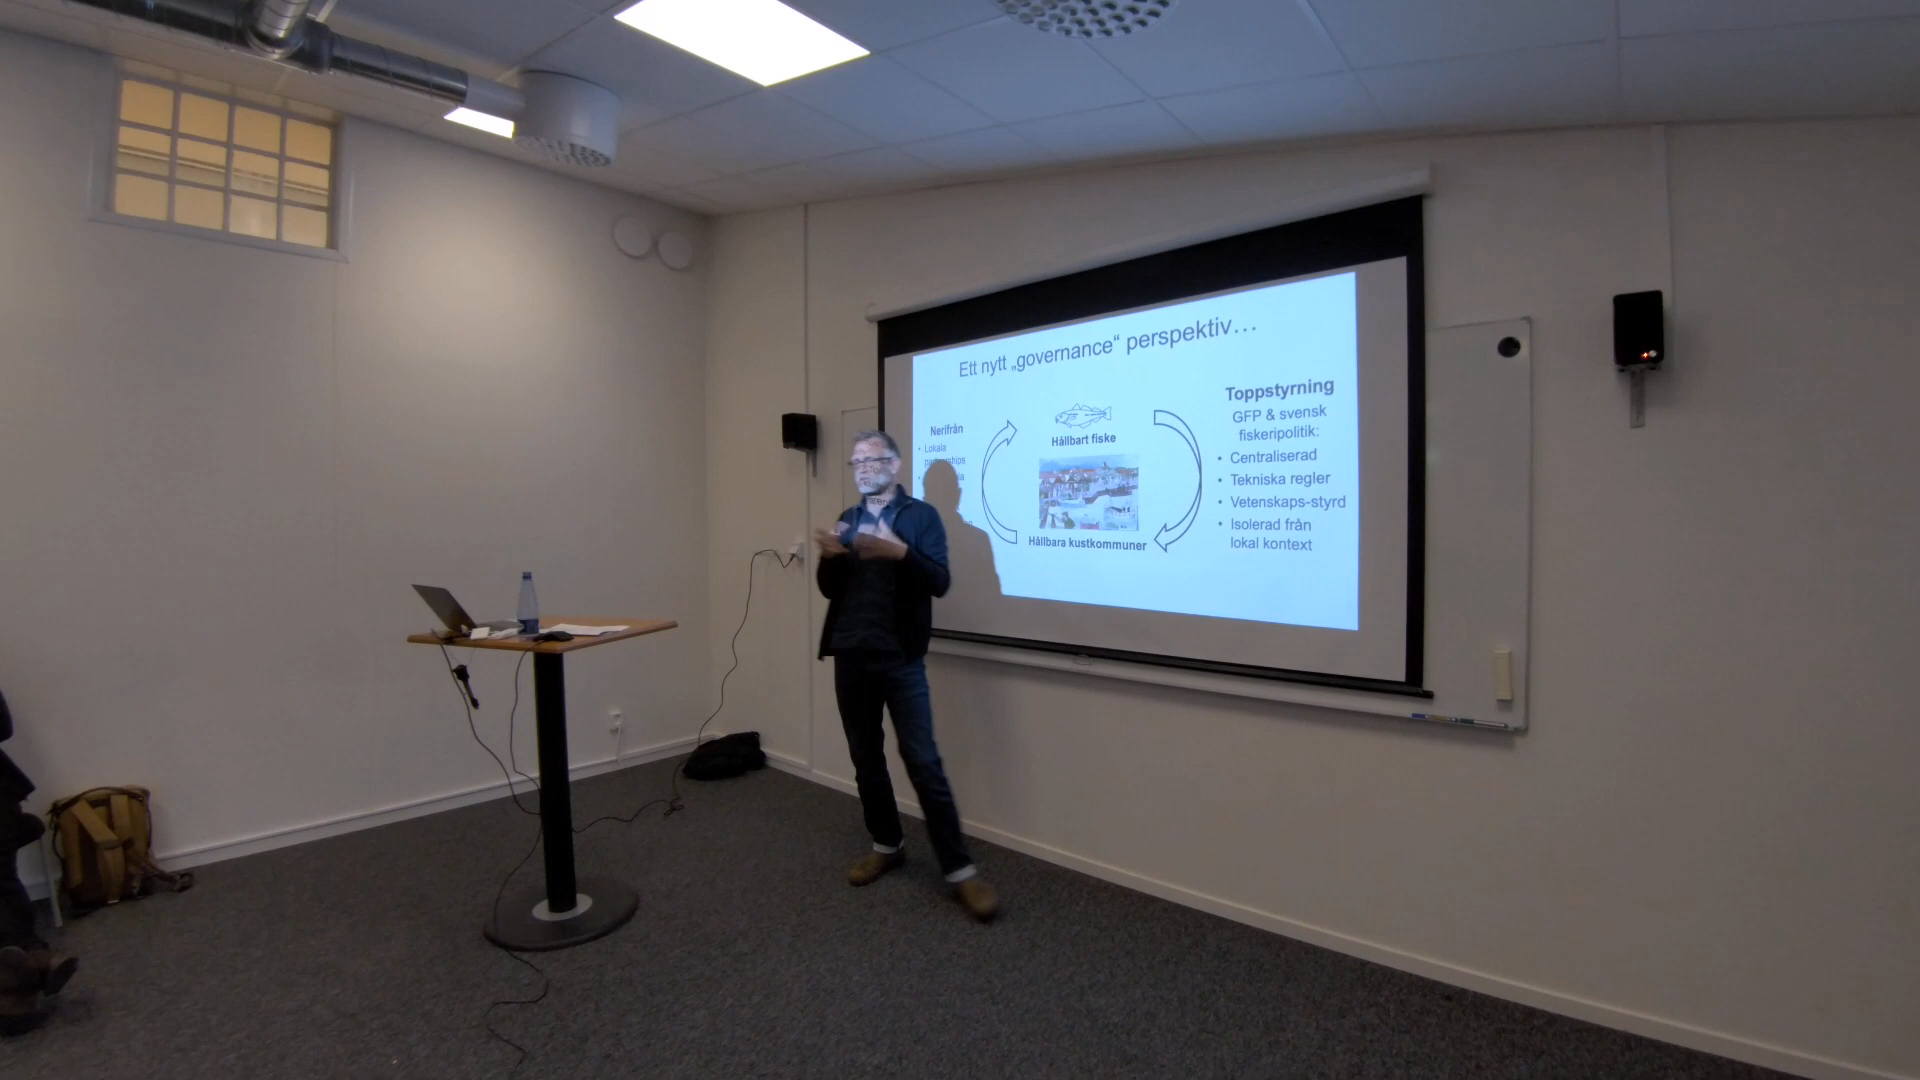 Ett nytt „governance“ perspektiv…
Nerifrån
• Lokala
Hållbart fiske
Hållbara kustkommuner
Toppstyrning
GFP & svensk
fiskeripolitik:
• Centraliserad
• Tekniska regler
• Vetenskaps-styrd
• Isolerad från
lokal kontext